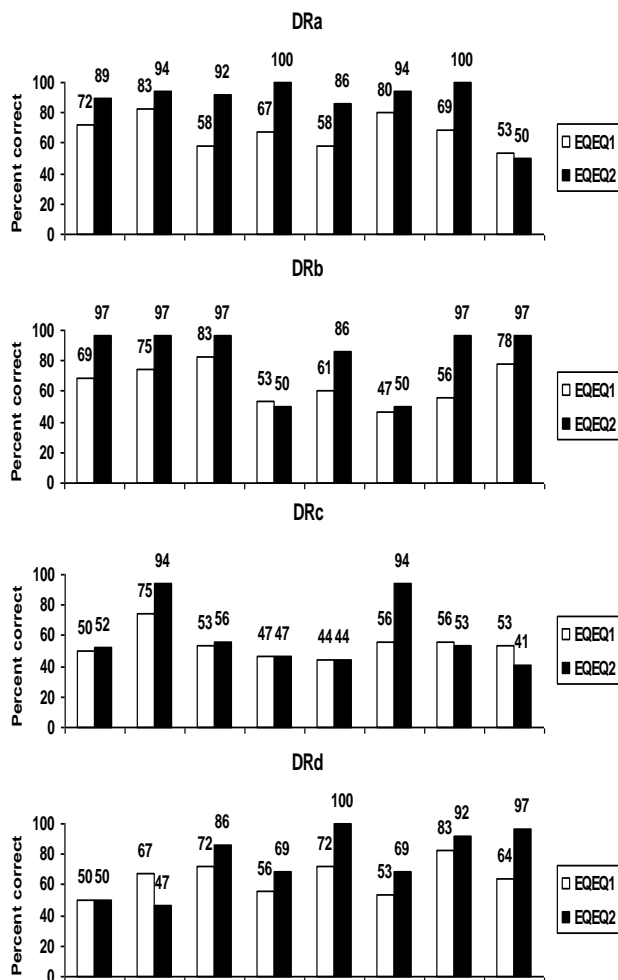 DRa
Percent correct
100
80
60
40
20
0
72 89 83 94 58 92 67 100 58 86 80 94 69 100 53 50
EQEQ1
EQEQ2
DRb
Percent correct
100
80
60
40
20
0
69 97 75 97 83 97 53 50 61 86 47 50 56 97 78 97
EQEQ1
EQEQ2
DRc
Percent correct
100
80
60
40
20
0
50 52 75 94 53 56 47 47 44 44 56 94 56 53 53 41
EQEQ1
EQEQ2
DRd
Percent correct
100
80
60
40
20
0
50 50 67 47 72 86 56 69 72 100 53 69 83 92 64 97
EQEQ1
EQEQ2